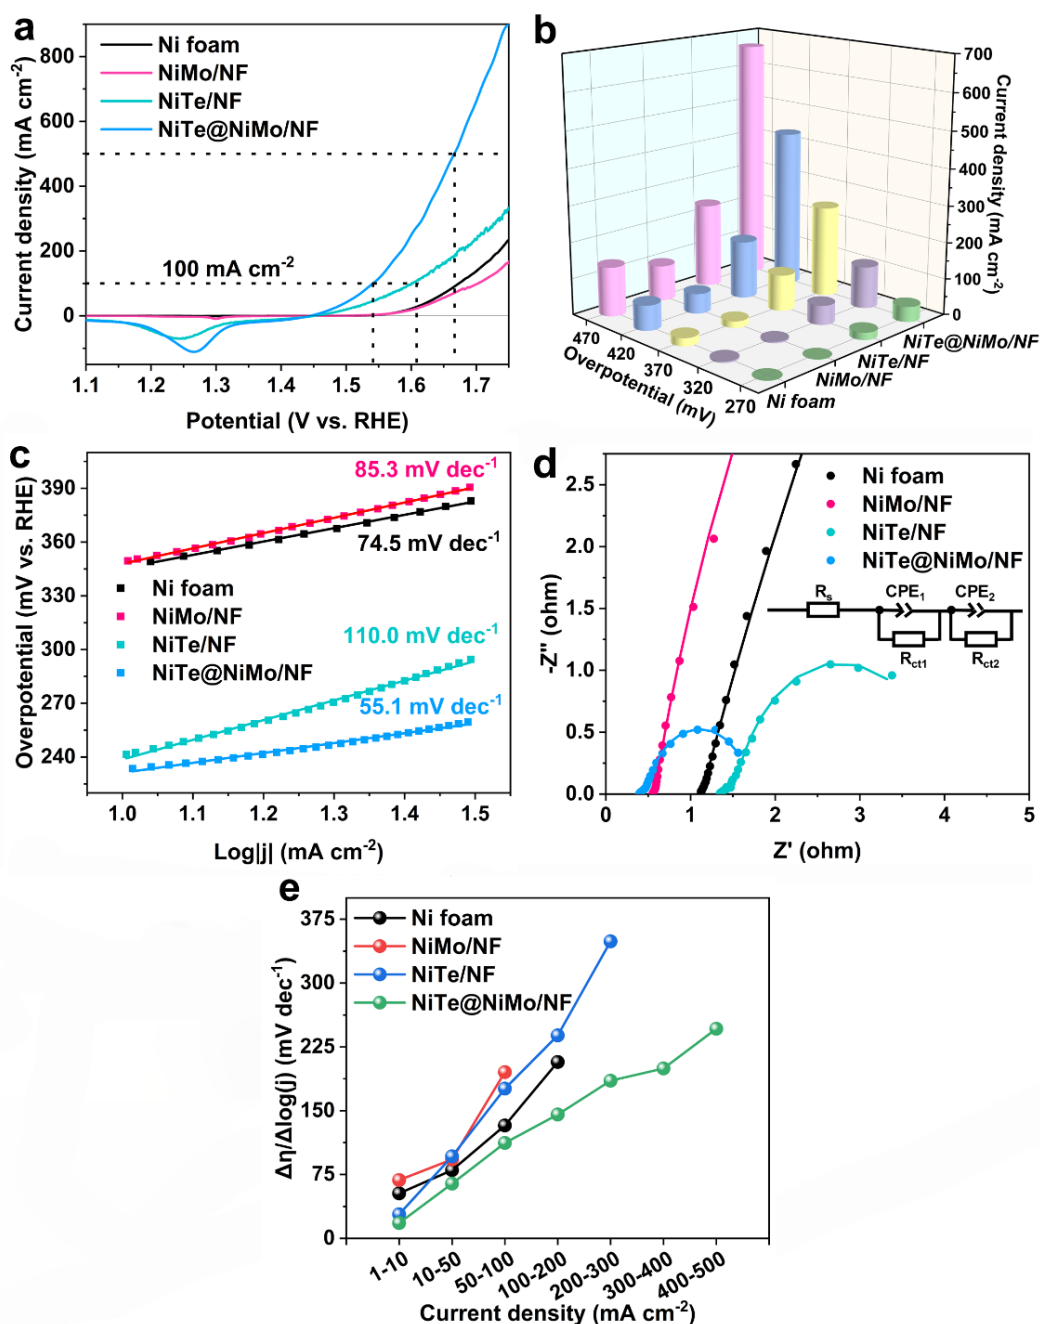 a
Ni foam
NiMo/NF
NiTe/NF
NiTe@NiMo/NF
100 mA cm-2
800
600
400
200
0
Current density (mA cm-2)
1.1 1.2 1.3 1.4 1.5 1.6 1.7
Potential (V vs. RHE)
b
700
600
500
400
300
200
100
0
Current density (mA cm-2)
470
420
370
320
270
Overpotential (mV)
NiTe@NiMo/NF
NiTe/NF
NiMo/NF
Ni foam
c
85.3 mV dec-1
74.5 mV dec-1
Ni foam
NiMo/NF
NiTe/NF
NiTe@NiMo/NF
110.0 mV dec-1
55.1 mV dec-1
390
360
330
300
270
240
Overpotential (mV vs. RHE)
1.0 1.1 1.2 1.3 1.4 1.5
Log|j| (mA cm-2)
d
Ni foam
NiMo/NF
NiTe/NF
NiTe@NiMo/NF
Rs CPE1 CPE2
Rct1 Rct2
2.5
2.0
1.5
1.0
0.5
0.0
-Z" (ohm)
0 1 2 3 4 5
Z' (ohm)
e
Ni foam
NiMo/NF
NiTe/NF
NiTe@NiMo/NF
375
300
225
150
75
0
Δη/Δlog(j) (mV dec-1)
1-10 10-50 50-100 100-200 200-300 300-400 400-500
Current density (mA cm-2)